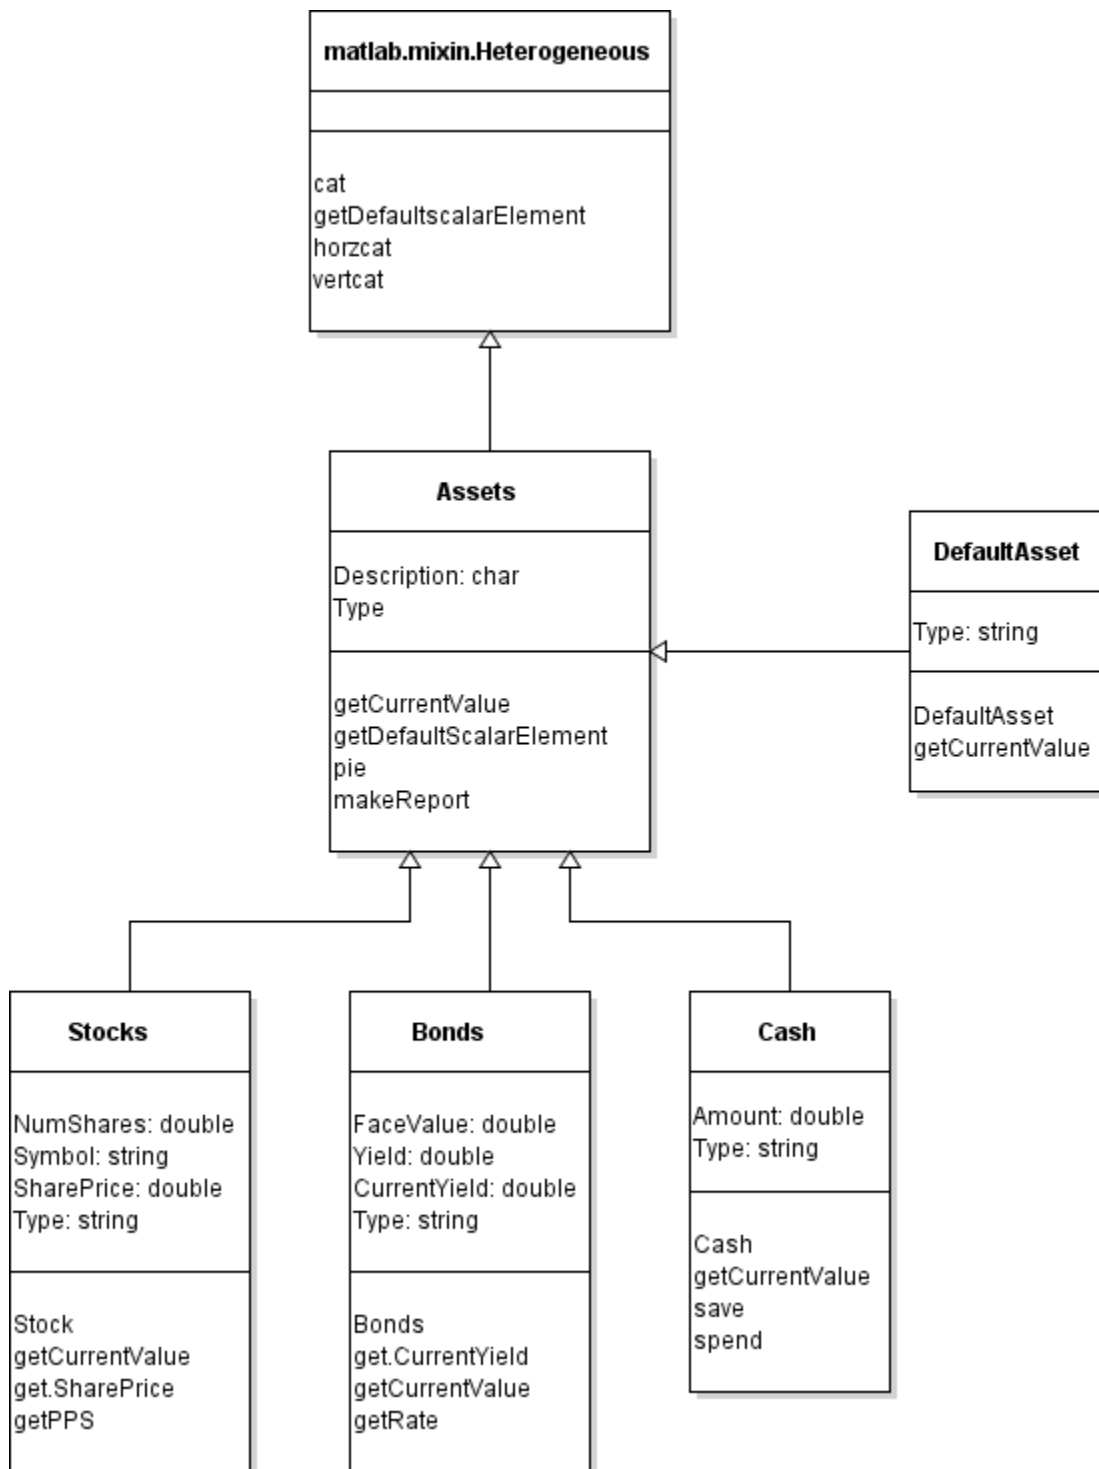 matlab.mixin.Heterogeneous
cat
getDefaultscalarElement
horzcat
vertcat
Assets
Description: char
Type
getCurrentValue
getDefaultScalarElement
pie
makeReport
DefaultAsset
Type: string
DefaultAsset
getCurrentValue
Stocks
NumShares: double
Symbol: string
SharePrice: double
Type: string
Stock
getCurrentValue
get.SharePrice
getPPS
Bonds
FaceValue: double
Yield: double
CurrentYield: double
Type: string
Bonds
get.CurrentYield
getCurrentValue
getRate
Cash
Amount: double
Type: string
Cash
getCurrentValue
save
spend